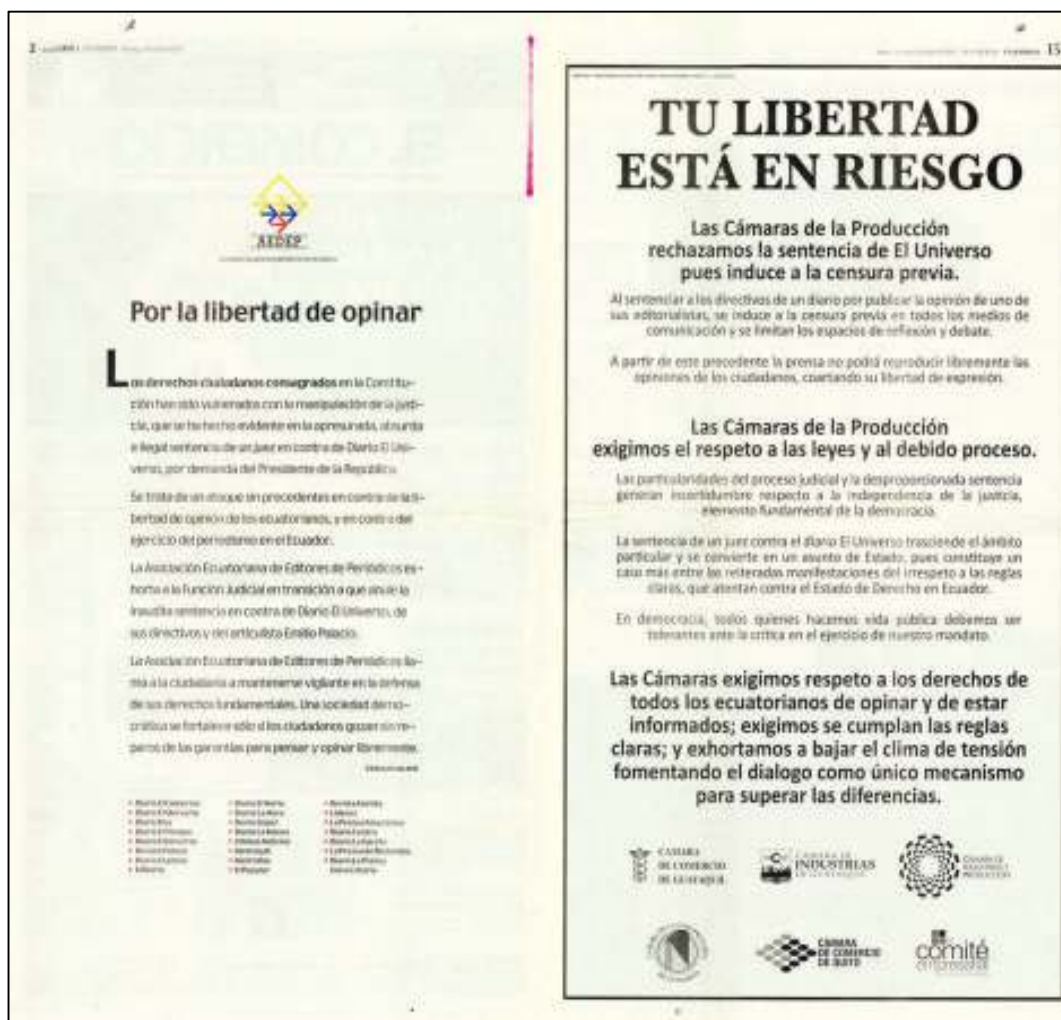 2
AEDEP
Por la libertad de opinar
Los derechos ciudadanos consagrados en la Constitu-
ción han sido vulnerados con la manipulación de la justi-
cia, que se ha hecho evidente en la apresurada, absurda
e ilegal sentencia de un juez en contra de Diario El Uni-
verso, por demanda del Presidente de la República.
Se trata de un ataque sin precedentes en contra de la li-
bertad de opinión de los ecuatorianos, y en contra del
ejercicio del periodismo en el Ecuador.
La Asociación Ecuatoriana de Editores de Periódicos ex-
horta a la Función Judicial en transición a que anule la
inaudita sentencia en contra de Diario El Universo, de
sus directivos y del articulista Emilio Palacio.
La Asociación Ecuatoriana de Editores de Periódicos lla-
ma a la ciudadanía a mantenerse vigilante en la defensa
de sus derechos fundamentales. Una sociedad demo-
crática se fortalece sólo si los ciudadanos gozan sin re-
paros de las garantías para pensar y opinar libremente.
15
TU LIBERTAD
ESTÁ EN RIESGO
Las Cámaras de la Producción
rechazamos la sentencia de El Universo
pues induce a la censura previa.
Al sentenciar a los directivos de un diario por publicar la opinión de uno de
sus editorialistas, se induce a la censura previa en todos los medios de
comunicación y se limitan los espacios de reflexión y debate.
A partir de este precedente la prensa no podrá reproducir libremente las
opiniones de los ciudadanos, coartando su libertad de expresión.
Las Cámaras de la Producción
exigimos el respeto a las leyes y al debido proceso.
Las particularidades del proceso judicial y la desproporcionada sentencia
generan incertidumbre respecto a la independencia de la justicia,
elemento fundamental de la democracia.
La sentencia de un juez contra el diario El Universo trasciende el ámbito
particular y se convierte en un asunto de Estado, pues constituye un
caso más entre las reiteradas manifestaciones del irrespeto a las reglas
claras, que atentan contra el Estado de Derecho en Ecuador.
En democracia, todos quienes hacemos vida pública debemos ser
tolerantes ante la crítica en el ejercicio de nuestro mandato.
Las Cámaras exigimos respeto a los derechos de
todos los ecuatorianos de opinar y de estar
informados; exigimos se cumplan las reglas
claras; y exhortamos a bajar el clima de tensión
fomentando el dialogo como único mecanismo
para superar las diferencias.
CÁMARA
DE COMERCIO
DE GUAYAQUIL
CÁMARA DE
INDUSTRIAS
DE GUAYAQUIL
CÁMARA
DE COMERCIO
DE QUITO
comité
empresarial